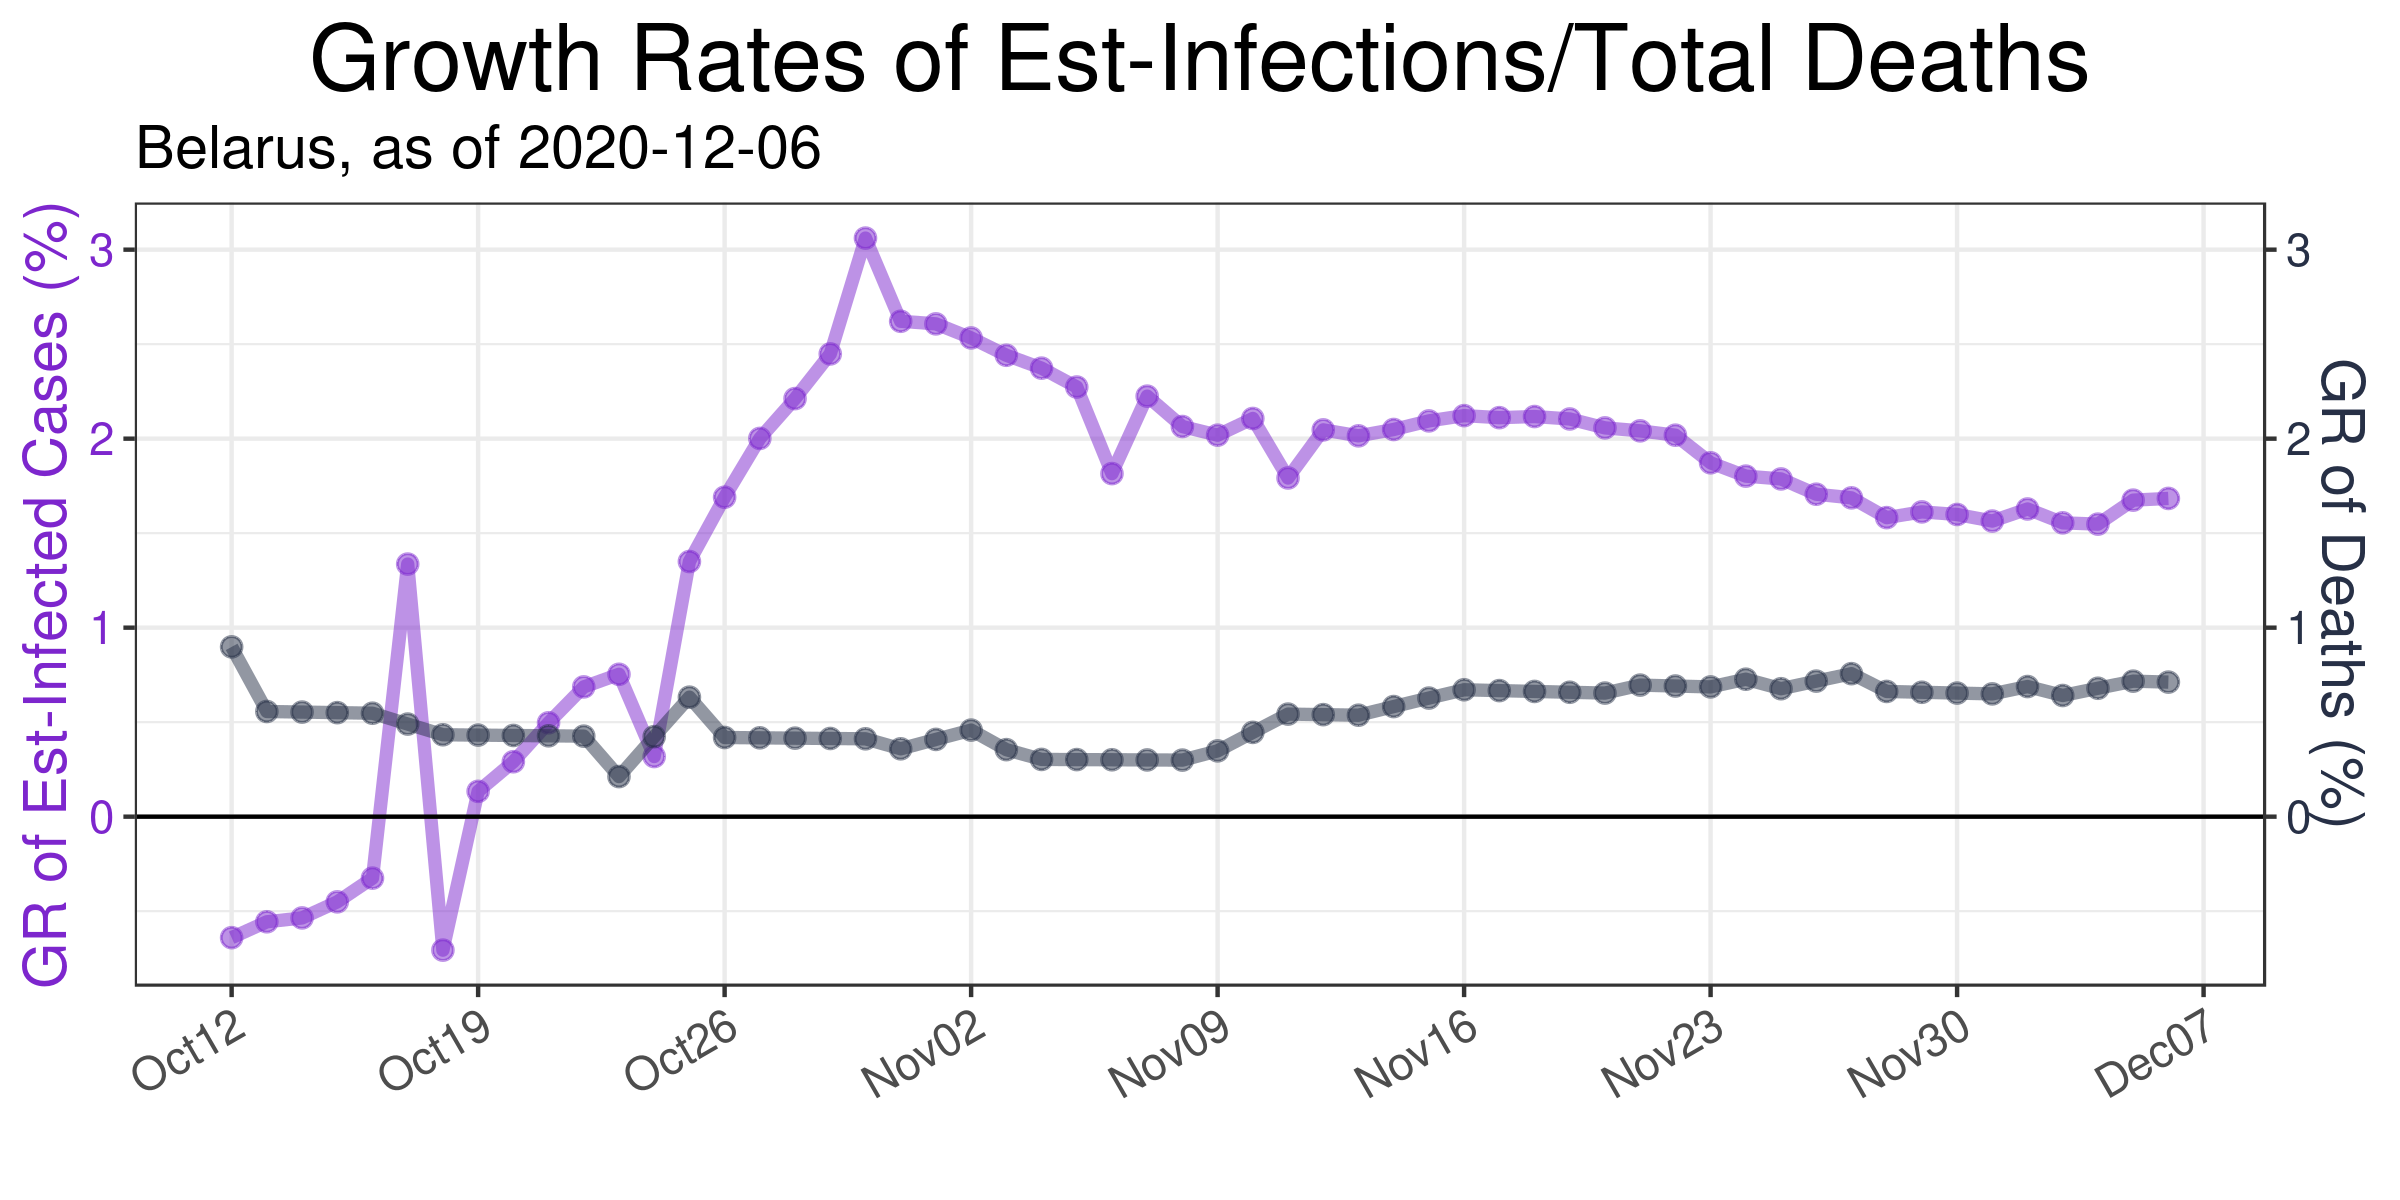 Growth Rates of Est-Infections/Total Deaths
Belarus, as of 2020-12-06
GR of Est-Infected Cases (%)
3
2
1
0
3
2
1
0
GR of Deaths (%)
Oct12
Oct19
Oct26
Nov02
Nov09
Nov16
Nov23
Nov30
Dec07